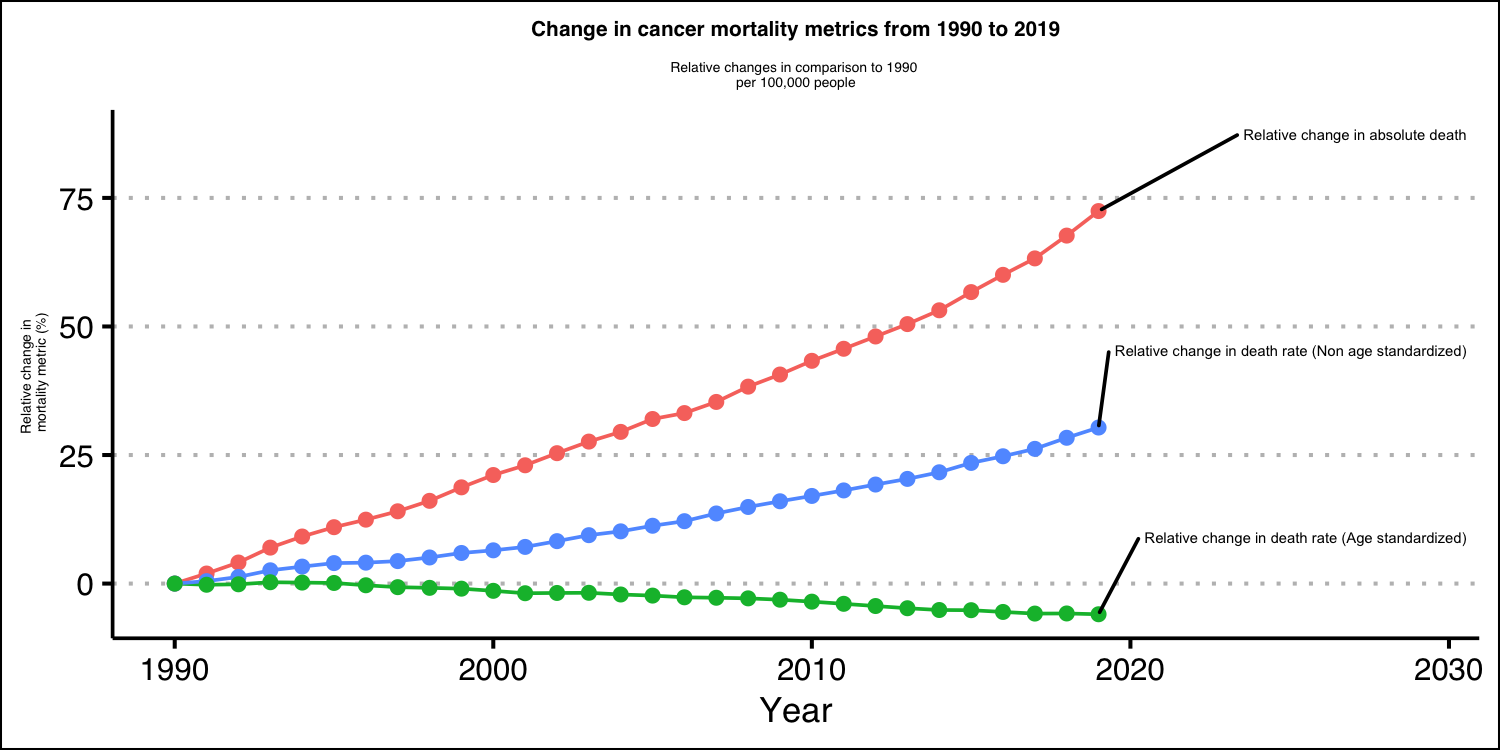 Change in cancer mortality metrics from 1990 to 2019
Relative changes in comparison to 1990
per 100,000 people
Relative change in absolute death
75
50
Relative change in
mortality metric (%)
Relative change in death rate (Non age standardized)
25
Relative change in death rate (Age standardized)
0
1990
2000
2010
2020
2030
Year